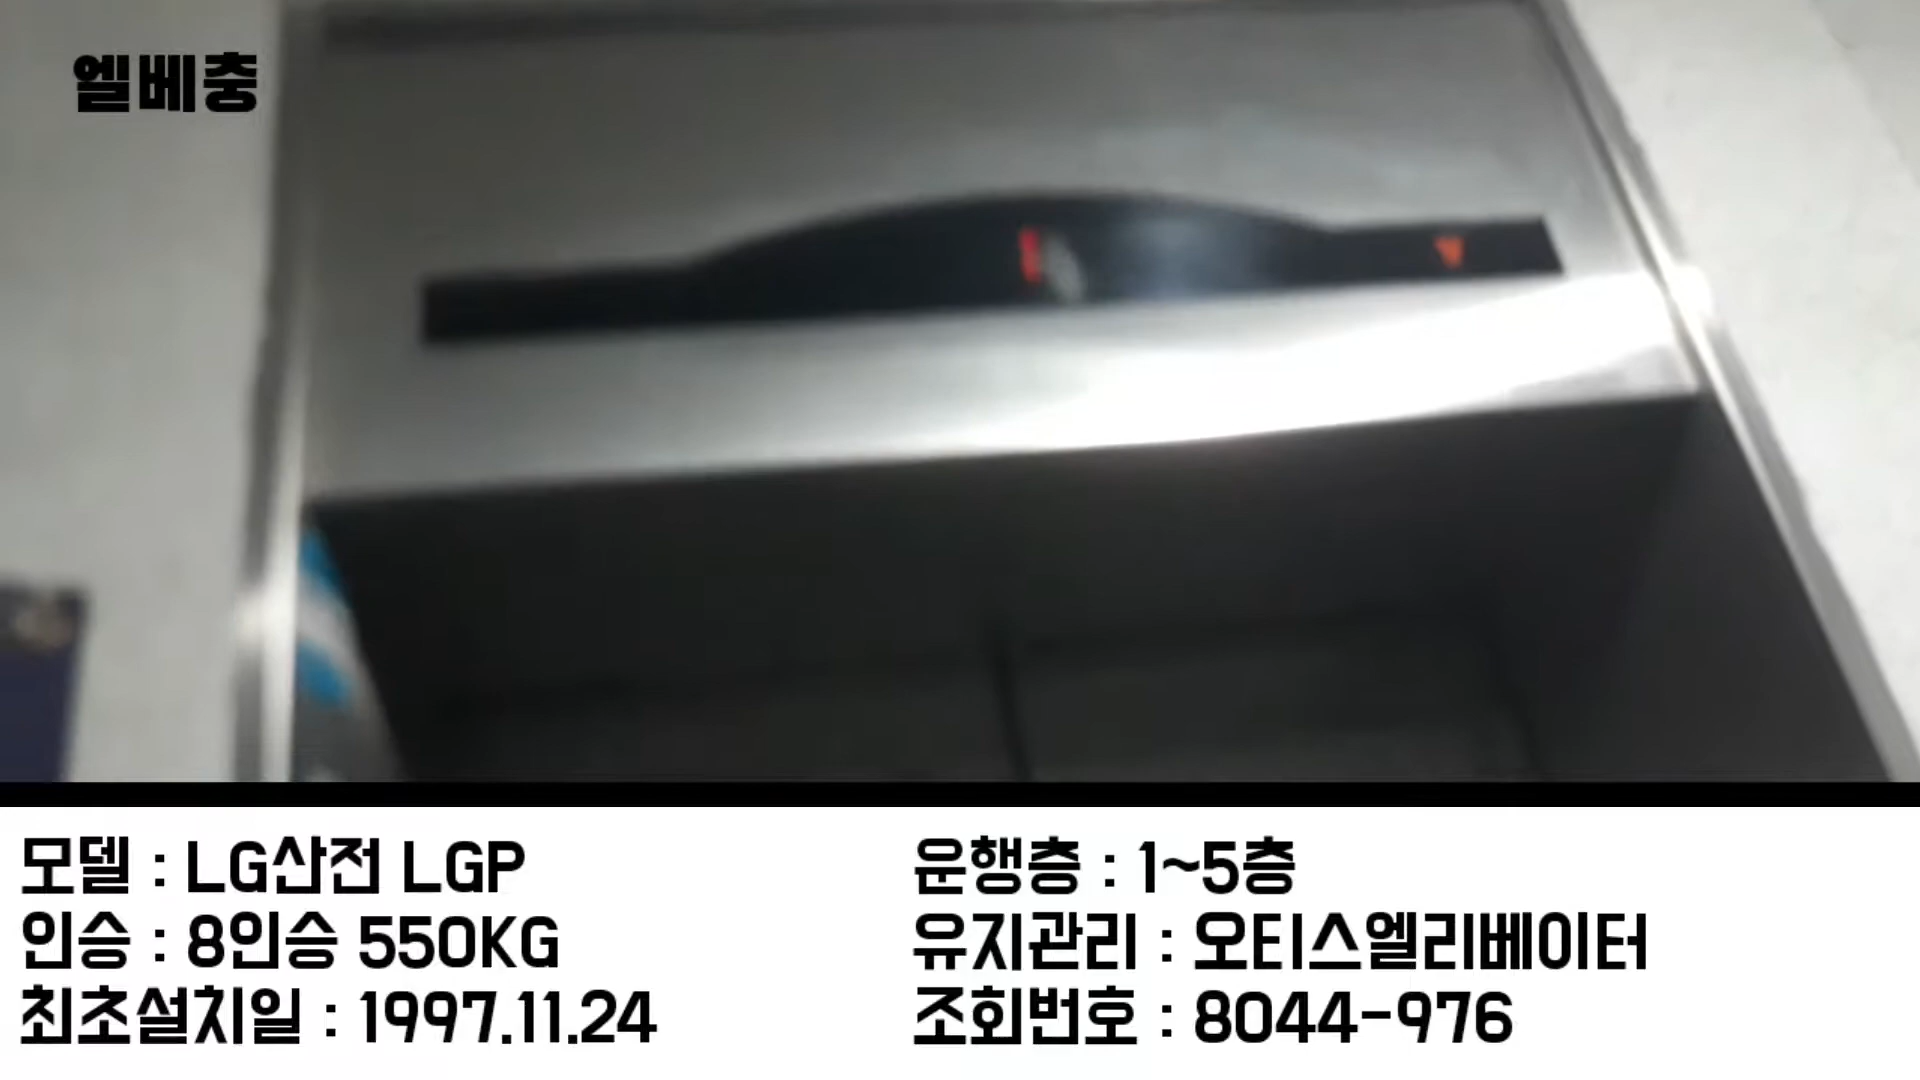 엘베충
모델 : LG산전 LGP
인승 : 8인승 550KG
최초설치일 : 1997.11.24
운행층 : 1~5층
유지관리 : 오티스엘리베이터
조회번호 : 8044-976